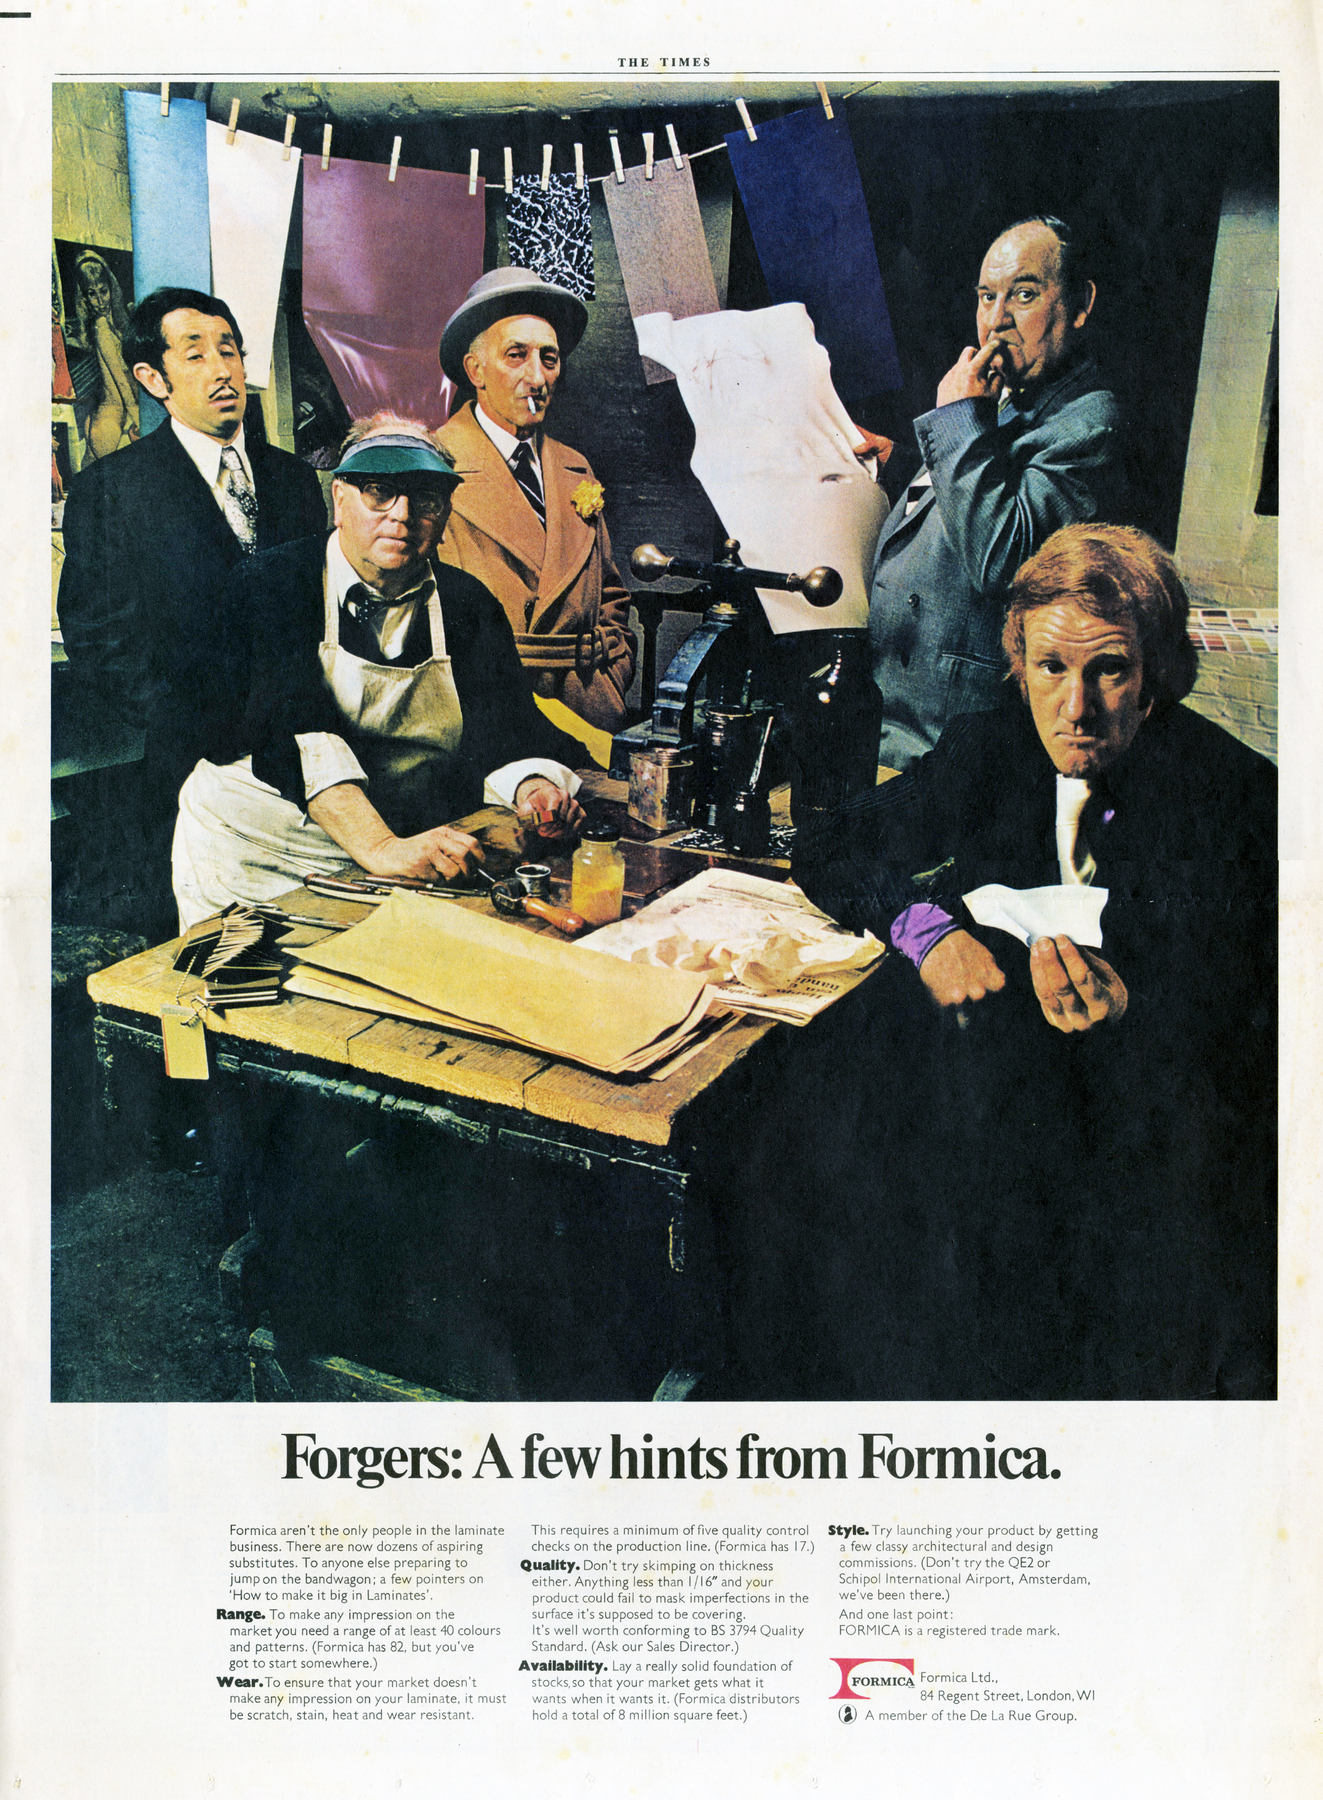 THE TIMES
Forgers: A few hints from Formica.
Formica aren't the only people in the laminate
business. There are now dozens of aspiring
substitutes. To anyone else preparing to
jump on the bandwagon; a few pointers on
'How to make it big in Laminates'.
Range. To make any impression on the
market you need a range of at least 40 colours
and patterns. (Formica has 82, but you've
got to start somewhere.)
Wear. To ensure that your market doesn't
make any impression on your laminate, it must
be scratch, stain, heat and wear resistant.
This requires a minimum of five quality control
checks on the production line. (Formica has 17.)
Quality. Don't try skimping on thickness
either. Anything less than 1/16" and your
product could fail to mask imperfections in the
surface it's supposed to be covering.
It's well worth conforming to BS 3794 Quality
Standard. (Ask our Sales Director.)
Availability. Lay a really solid foundation of
stocks, so that your market gets what it
wants when it wants it. (Formica distributors
hold a total of 8 million square feet.)
Style. Try launching your product by getting
a few classy architectural and design
commissions. (Don't try the QE2 or
Schipol International Airport, Amsterdam,
we've been there.)
And one last point:
FORMICA is a registered trade mark.
FORMICA
Formica Ltd.,
84 Regent Street, London, W1
A member of the De La Rue Group.